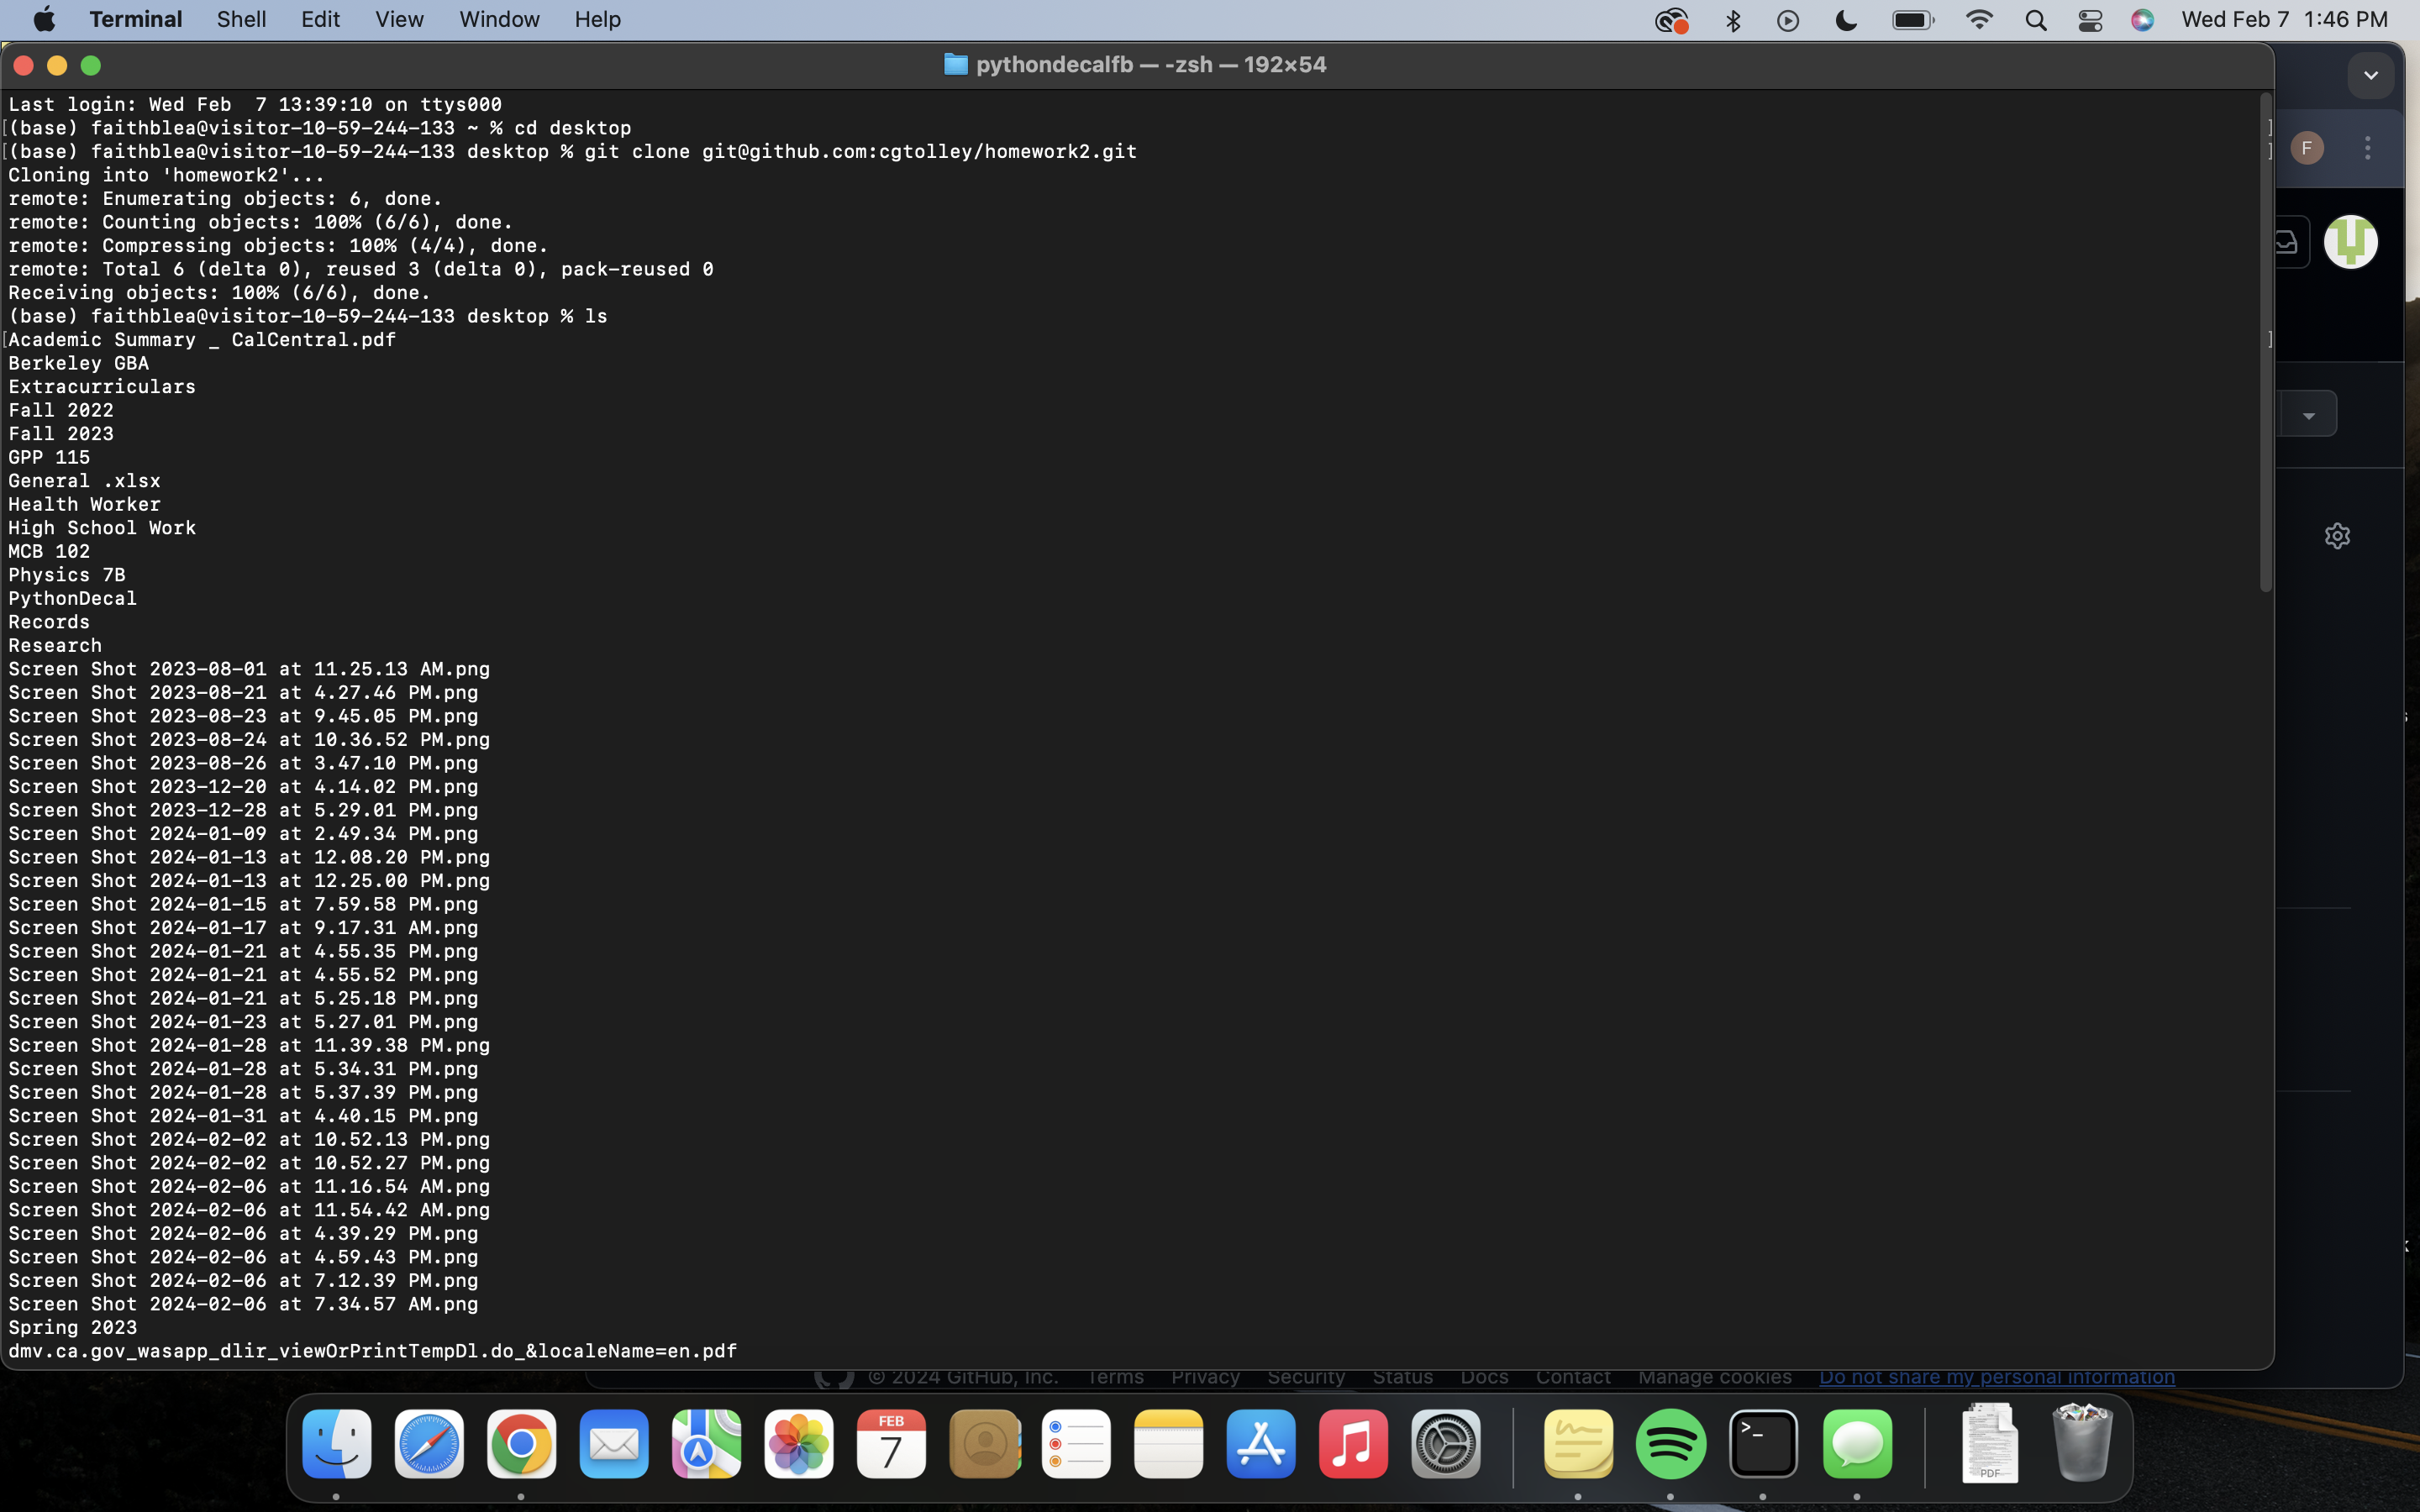 Terminal Shell Edit View Window Help Wed Feb 7 1:46 PM
pythondecalfb — -zsh — 192×54
Last login: Wed Feb  7 13:39:10 on ttys000
[(base) faithblea@visitor-10-59-244-133 ~ % cd desktop ]
[(base) faithblea@visitor-10-59-244-133 desktop % git clone git@github.com:cgtolley/homework2.git ]
Cloning into 'homework2'...
remote: Enumerating objects: 6, done.
remote: Counting objects: 100% (6/6), done.
remote: Compressing objects: 100% (4/4), done.
remote: Total 6 (delta 0), reused 3 (delta 0), pack-reused 0
Receiving objects: 100% (6/6), done.
(base) faithblea@visitor-10-59-244-133 desktop % ls
[Academic Summary _ CalCentral.pdf ]
Berkeley GBA
Extracurriculars
Fall 2022
Fall 2023
GPP 115
General .xlsx
Health Worker
High School Work
MCB 102
Physics 7B
PythonDecal
Records
Research
Screen Shot 2023-08-01 at 11.25.13 AM.png
Screen Shot 2023-08-21 at 4.27.46 PM.png
Screen Shot 2023-08-23 at 9.45.05 PM.png
Screen Shot 2023-08-24 at 10.36.52 PM.png
Screen Shot 2023-08-26 at 3.47.10 PM.png
Screen Shot 2023-12-20 at 4.14.02 PM.png
Screen Shot 2023-12-28 at 5.29.01 PM.png
Screen Shot 2024-01-09 at 2.49.34 PM.png
Screen Shot 2024-01-13 at 12.08.20 PM.png
Screen Shot 2024-01-13 at 12.25.00 PM.png
Screen Shot 2024-01-15 at 7.59.58 PM.png
Screen Shot 2024-01-17 at 9.17.31 AM.png
Screen Shot 2024-01-21 at 4.55.35 PM.png
Screen Shot 2024-01-21 at 4.55.52 PM.png
Screen Shot 2024-01-21 at 5.25.18 PM.png
Screen Shot 2024-01-23 at 5.27.01 PM.png
Screen Shot 2024-01-28 at 11.39.38 PM.png
Screen Shot 2024-01-28 at 5.34.31 PM.png
Screen Shot 2024-01-28 at 5.37.39 PM.png
Screen Shot 2024-01-31 at 4.40.15 PM.png
Screen Shot 2024-02-02 at 10.52.13 PM.png
Screen Shot 2024-02-02 at 10.52.27 PM.png
Screen Shot 2024-02-06 at 11.16.54 AM.png
Screen Shot 2024-02-06 at 11.54.42 AM.png
Screen Shot 2024-02-06 at 4.39.29 PM.png
Screen Shot 2024-02-06 at 4.59.43 PM.png
Screen Shot 2024-02-06 at 7.12.39 PM.png
Screen Shot 2024-02-06 at 7.34.57 AM.png
Spring 2023
dmv.ca.gov_wasapp_dlir_viewOrPrintTempDl.do_&localeName=en.pdf
F
© 2024 GitHub, Inc. Terms Privacy Security Status Docs Contact Manage cookies Do not share my personal information
FEB
7
>_
PDF